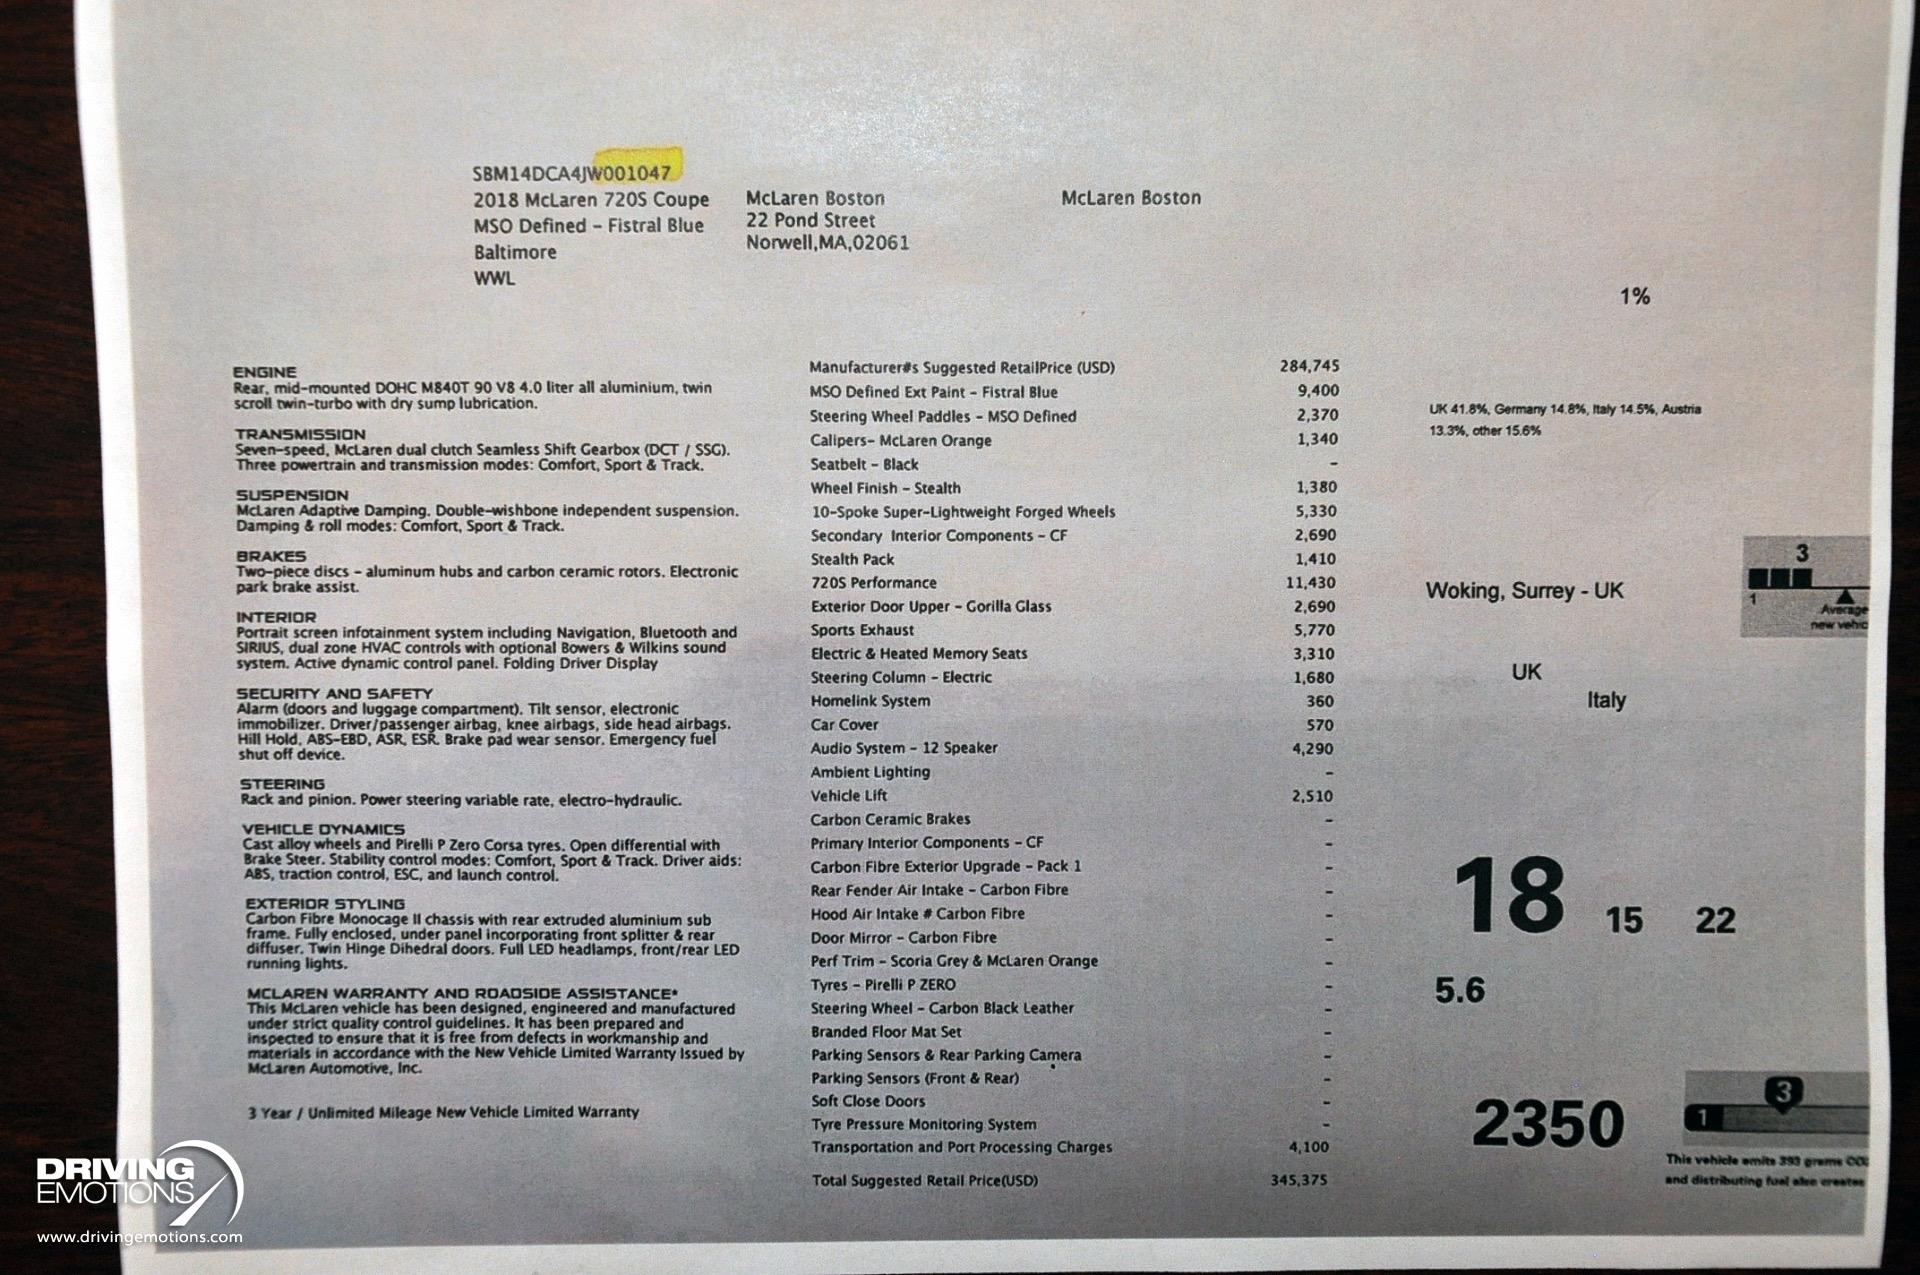 SBM14DCA4JW001047
2018 McLaren 720S Coupe
MSO Defined - Fistral Blue
Baltimore
WWL
McLaren Boston
22 Pond Street
Norwell,MA,02061
McLaren Boston
1%
ENGINE
Rear, mid-mounted DOHC M840T 90 V8 4.0 liter all aluminium, twin
scroll twin-turbo with dry sump lubrication.
TRANSMISSION
Seven-speed, McLaren dual clutch Seamless Shift Gearbox (DCT / SSG).
Three powertrain and transmission modes: Comfort, Sport & Track.
SUSPENSION
McLaren Adaptive Damping. Double-wishbone independent suspension.
Damping & roll modes: Comfort, Sport & Track.
BRAKES
Two-piece discs - aluminum hubs and carbon ceramic rotors. Electronic
park brake assist.
INTERIOR
Portrait screen infotainment system including Navigation, Bluetooth and
SIRIUS, dual zone HVAC controls with optional Bowers & Wilkins sound
system. Active dynamic control panel. Folding Driver Display
SECURITY AND SAFETY
Alarm (doors and luggage compartment). Tilt sensor, electronic
immobilizer. Driver/passenger airbag, knee airbags, side head airbags.
Hill Hold, ABS-EBD, ASR, ESR. Brake pad wear sensor. Emergency fuel
shut off device.
STEERING
Rack and pinion. Power steering variable rate, electro-hydraulic.
VEHICLE DYNAMICS
Cast alloy wheels and Pirelli P Zero Corsa tyres. Open differential with
Brake Steer. Stability control modes: Comfort, Sport & Track. Driver aids:
ABS, traction control, ESC, and launch control.
EXTERIOR STYLING
Carbon Fibre Monocage II chassis with rear extruded aluminium sub
frame. Fully enclosed, under panel incorporating front splitter & rear
diffuser. Twin Hinge Dihedral doors. Full LED headlamps, front/rear LED
running lights.
MCLAREN WARRANTY AND ROADSIDE ASSISTANCE*
This McLaren vehicle has been designed, engineered and manufactured
under strict quality control guidelines. It has been prepared and
inspected to ensure that it is free from defects in workmanship and
materials in accordance with the New Vehicle Limited Warranty Issued by
McLaren Automotive, Inc.
3 Year / Unlimited Mileage New Vehicle Limited Warranty
Manufacturer#s Suggested RetailPrice (USD) 284,745
MSO Defined Ext Paint - Fistral Blue 9,400
Steering Wheel Paddles - MSO Defined 2,370
Calipers- McLaren Orange 1,340
Seatbelt - Black -
Wheel Finish - Stealth 1,380
10-Spoke Super-Lightweight Forged Wheels 5,330
Secondary Interior Components - CF 2,690
Stealth Pack 1,410
720S Performance 11,430
Exterior Door Upper - Gorilla Glass 2,690
Sports Exhaust 5,770
Electric & Heated Memory Seats 3,310
Steering Column - Electric 1,680
Homelink System 360
Car Cover 570
Audio System - 12 Speaker 4,290
Ambient Lighting -
Vehicle Lift 2,510
Carbon Ceramic Brakes -
Primary Interior Components - CF -
Carbon Fibre Exterior Upgrade - Pack 1 -
Rear Fender Air Intake - Carbon Fibre -
Hood Air Intake # Carbon Fibre -
Door Mirror - Carbon Fibre -
Perf Trim - Scoria Grey & McLaren Orange -
Tyres - Pirelli P ZERO -
Steering Wheel - Carbon Black Leather -
Branded Floor Mat Set -
Parking Sensors & Rear Parking Camera -
Parking Sensors (Front & Rear) -
Soft Close Doors -
Tyre Pressure Monitoring System -
Transportation and Port Processing Charges 4,100
Total Suggested Retail Price(USD) 345,375
UK 41.8%, Germany 14.8%, Italy 14.5%, Austria
13.3%, other 15.6%
Woking, Surrey - UK
3
1
Average
new vehic
UK
Italy
18 15 22
5.6
2350
3
1
This vehicle emits 393 grams CO
and distributing fuel also creates
DRIVING
EMOTIONS
www.drivingemotions.com